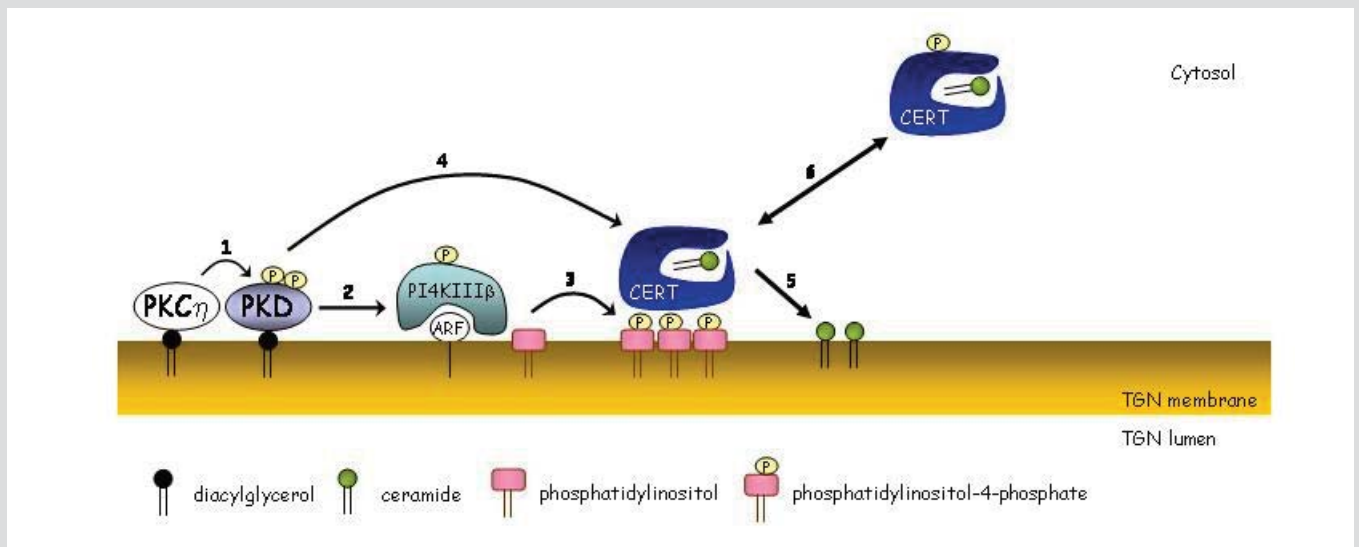 P
Cytosol
CERT
4
6
1
P
P P
3
5
PKCη
PKD
2
PI4KIIIβ
CERT
ARF
P P P
TGN membrane
TGN lumen
P
diacylglycerol
ceramide
phosphatidylinositol
phosphatidylinositol-4-phosphate